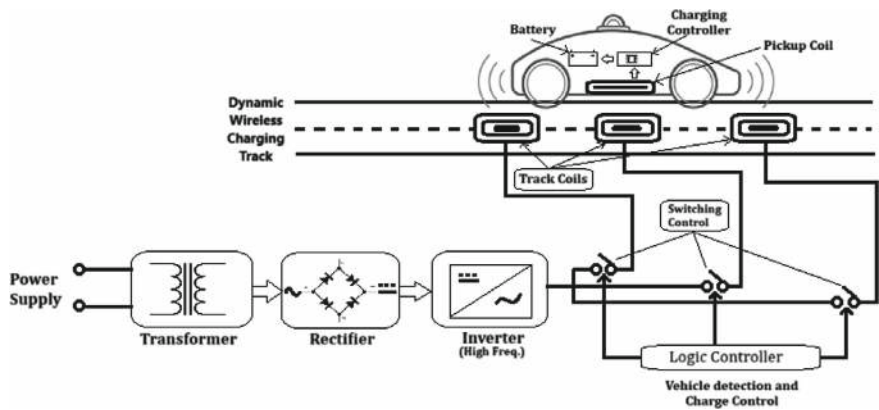 Charging
Controller
Battery
Pickup Coil
Dynamic
Wireless
Charging
Track
Track Coils
Switching
Control
Power
Supply
Transformer
Rectifier
Inverter
(High Freq.)
Logic Controller
Vehicle detection and
Charge Control